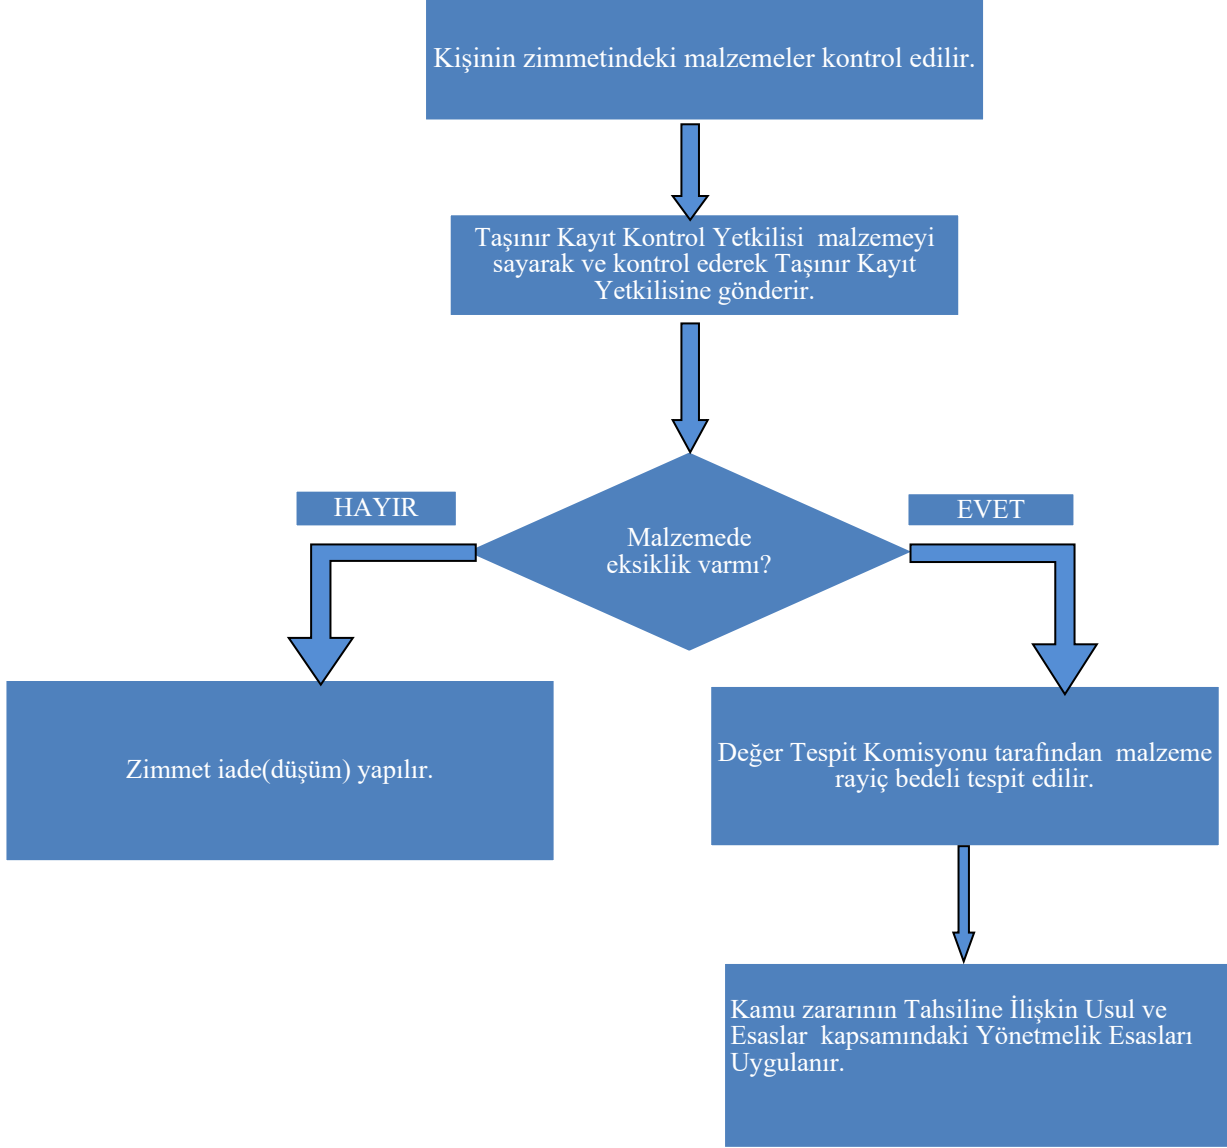 Kişinin zimmetindeki malzemeler kontrol edilir.
Taşınır Kayıt Kontrol Yetkilisi  malzemeyi
sayarak ve kontrol ederek Taşınır Kayıt
Yetkilisine gönderir.
HAYIR
EVET
Malzemede
eksiklik varmı?
Zimmet iade(düşüm) yapılır.
Değer Tespit Komisyonu tarafından  malzeme
rayiç bedeli tespit edilir.
Kamu zararının Tahsiline İlişkin Usul ve
Esaslar  kapsamındaki Yönetmelik Esasları
Uygulanır.